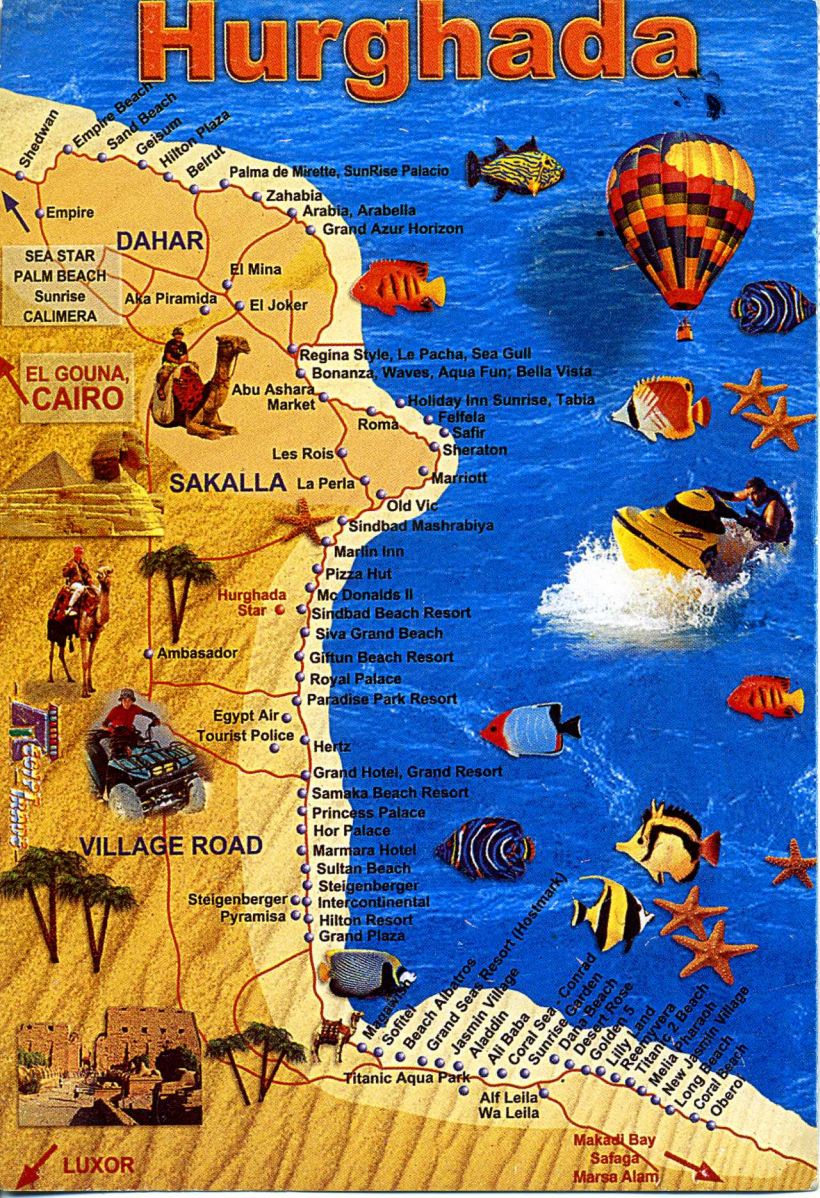 Hurghada
Shedwan
Empire Beach
Sand Beach
Geisum
Hilton Plaza
Beirut
Palma de Mirette, SunRise Palacio
Zahabia
Arabia, Arabella
Grand Azur Horizon
Empire
DAHAR
SEA STAR
PALM BEACH
Sunrise
CALIMERA
El Mina
Aka Piramida
El Joker
Regina Style, Le Pacha, Sea Gull
Bonanza, Waves, Aqua Fun; Bella Vista
EL GOUNA,
CAIRO
Abu Ashara
Market
Holiday Inn Sunrise, Tabia
Roma
Felfela
Safir
Sheraton
Les Rois
Marriott
SAKALLA
La Perla
Old Vic
Sindbad Mashrabiya
Marlin Inn
Pizza Hut
Mc Donalds II
Hurghada
Star
Sindbad Beach Resort
Siva Grand Beach
Ambasador
Giftun Beach Resort
Royal Palace
Paradise Park Resort
Egypt Air
Tourist Police
Hertz
Grand Hotel, Grand Resort
Samaka Beach Resort
Princess Palace
Hor Palace
VILLAGE ROAD
Marmara Hotel
Sultan Beach
Steigenberger
Steigenberger
Intercontinental
Pyramisa
Hilton Resort
Grand Plaza
Magawish
Sofitel
Beach Albatros
Grand Seas Resort (Hostmark)
Jasmin Village
Aladdin
Ali Baba
Coral Sea - Conrad
Sunrise Garden
Dana Beach
Desert Rose
Golden 5
Lilly Land
Reemyvera
Titanic 2 Beach
Melia Pharaoh
New Jasmin Village
Long Beach
Coral Beach
Oberoi
Titanic Aqua Park
Alf Leila
Wa Leila
Makadi Bay
Safaga
Marsa Alam
LUXOR